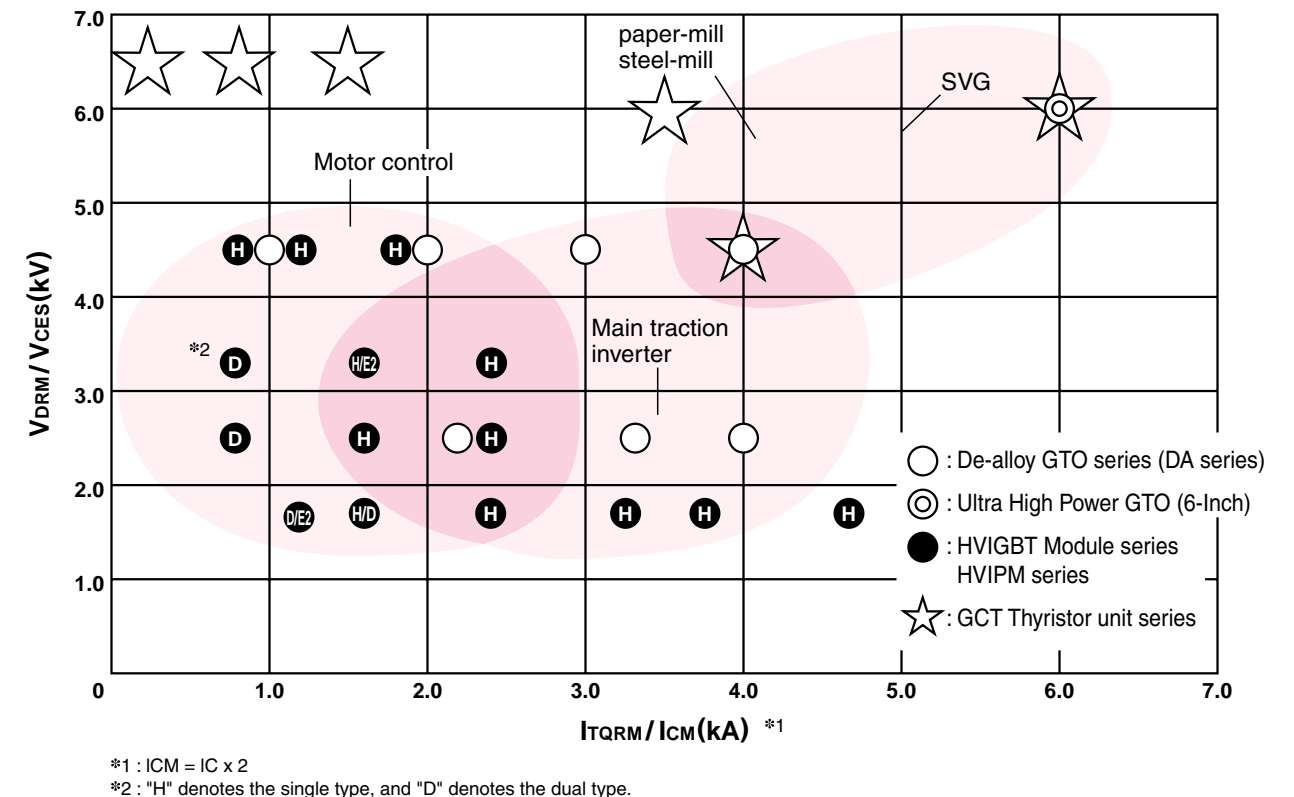 7.0
paper-mill
steel-mill
SVG
6.0
Motor control
5.0
H H H
4.0
Main traction
inverter
*2 D H/E2 H
3.0
D H H
2.0
D/E2 H/D H H H H
1.0
0 1.0 2.0 3.0 4.0 5.0 6.0 7.0
VDRM / VCES(kV)
ITQRM / ICM(kA) *1
: De-alloy GTO series (DA series)
: Ultra High Power GTO (6-Inch)
: HVIGBT Module series
HVIPM series
: GCT Thyristor unit series
*1 : ICM = IC x 2
*2 : "H" denotes the single type, and "D" denotes the dual type.